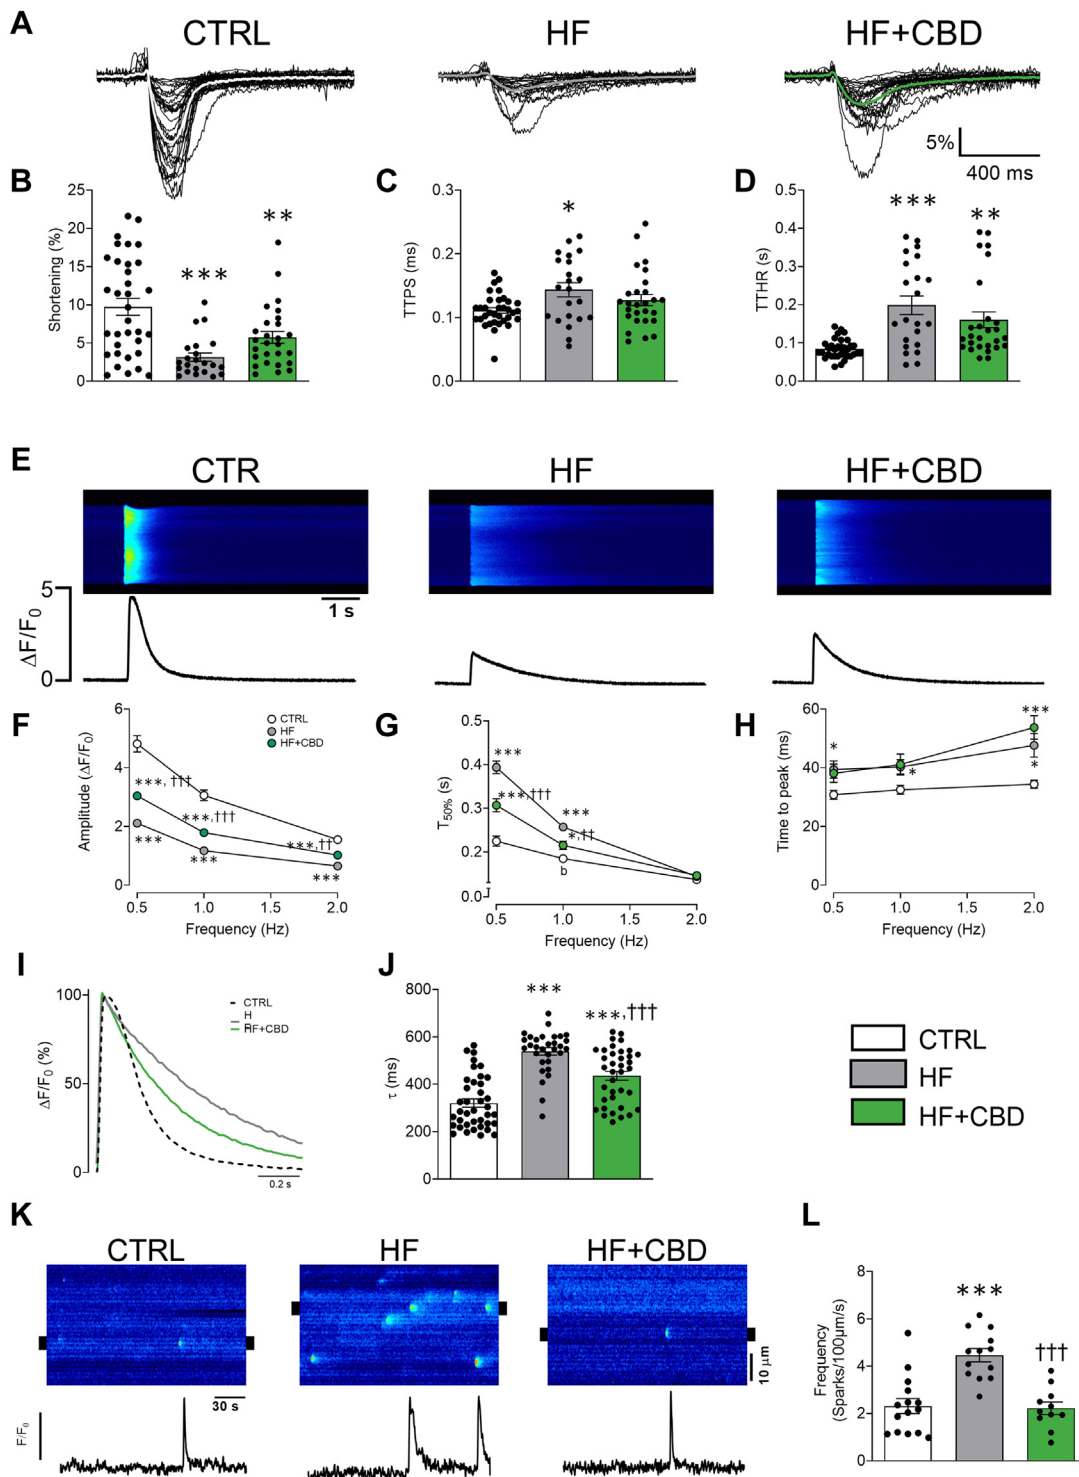 A
CTRL
HF
HF+CBD
5%
400 ms
B
Shortening (%)
25
20
15
10
5
0
***
**
C
TTPS (ms)
0.3
0.2
0.1
0.0
*
D
TTHR (s)
0.5
0.4
0.3
0.2
0.1
0.0
***
**
E
CTR
HF
HF+CBD
5
ΔF/F0
0
1 s
F
Amplitude (ΔF/F0)
6
4
2
0
CTRL
HF
HF+CBD
***, †††
***,†††
***,††
***
***
***
0.5
1.0
1.5
2.0
Frequency (Hz)
G
T50% (s)
0.5
0.4
0.3
0.2
0.0
***
***,†††
***
*,††
b
0.5
1.0
1.5
2.0
Frequency (Hz)
H
Time to peak (ms)
60
40
20
0
*
*
***
*
0.5
1.0
1.5
2.0
Frequency (Hz)
I
ΔF/F0 (%)
100
50
0
CTRL
H
HF+CBD
0.2 s
J
τ (ms)
800
600
400
200
0
***
***,†††
CTRL
HF
HF+CBD
K
CTRL
HF
HF+CBD
10 µm
30 s
F/F0
L
Frequency
(Sparks/100µm/s)
8
6
4
2
0
***
†††